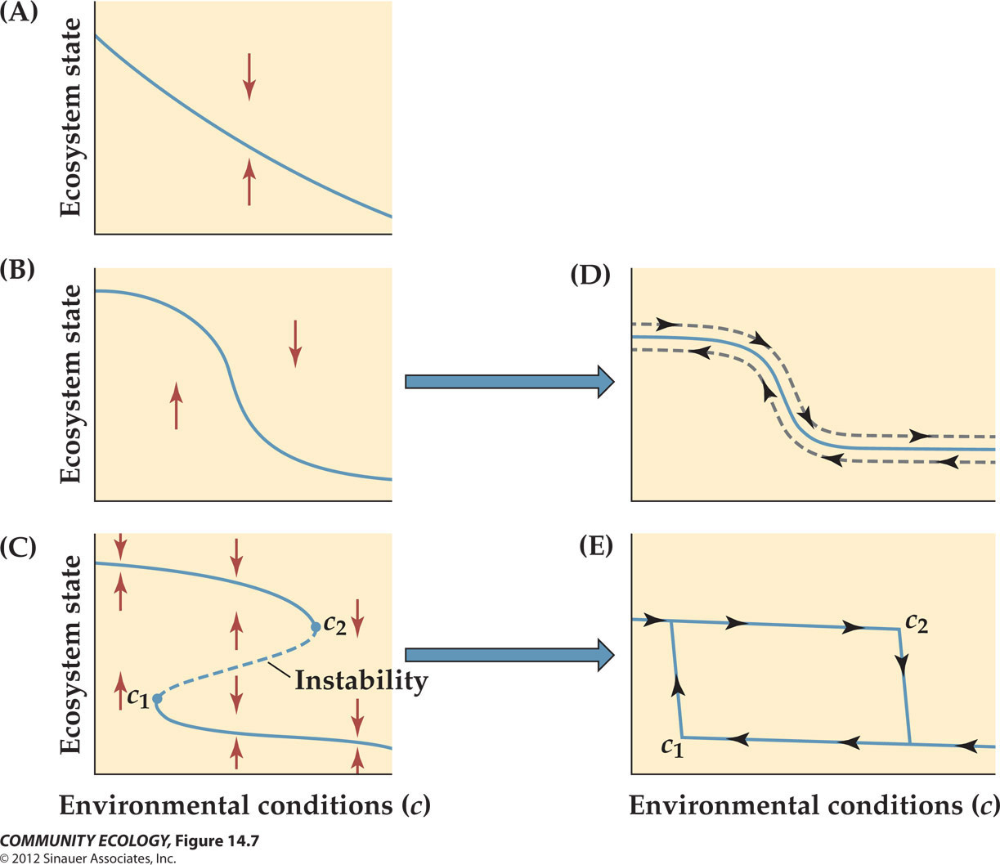 (A)
Ecosystem state
(B)
Ecosystem state
(D)
(C)
Ecosystem state
c2
Instability
c1
(E)
c2
c1
Environmental conditions (c)
Environmental conditions (c)
COMMUNITY ECOLOGY, Figure 14.7
© 2012 Sinauer Associates, Inc.